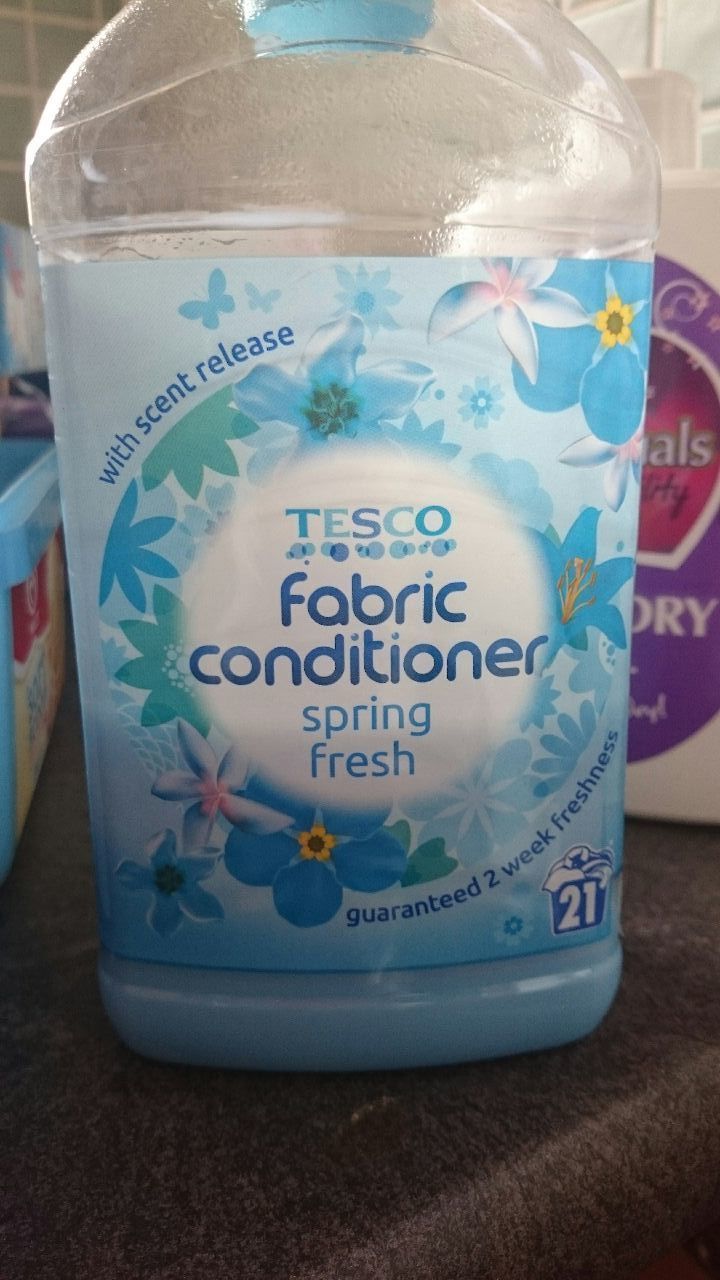 with scent release
TESCO
fabric
conditioner
spring
fresh
guaranteed 2 week freshness
21